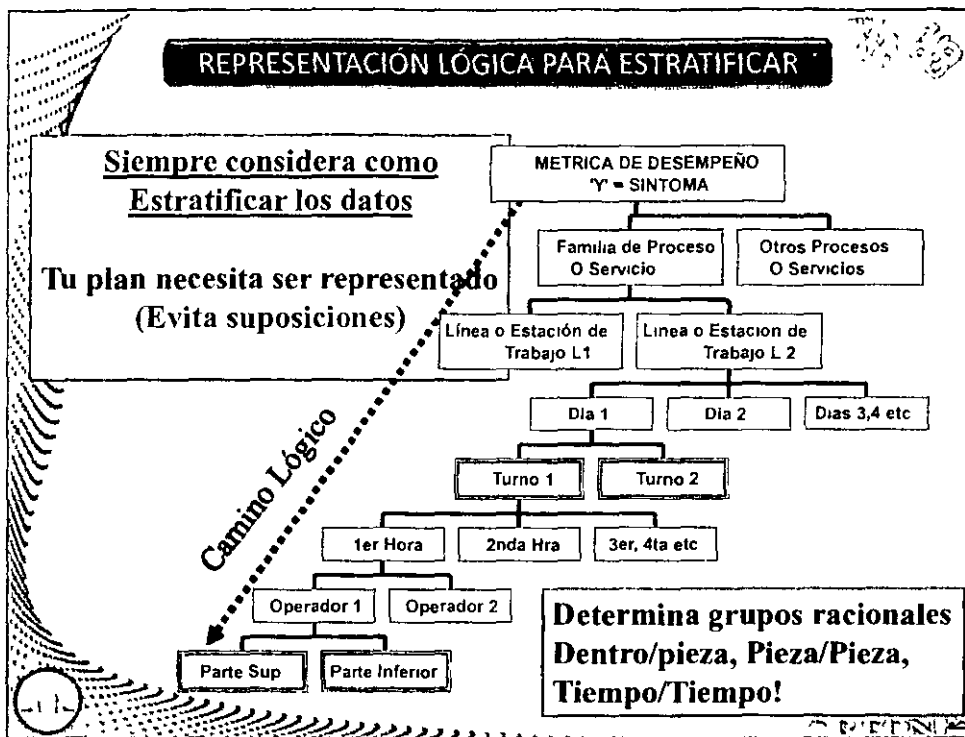 REPRESENTACIÓN LÓGICA PARA ESTRATIFICAR
Siempre considera como
Estratificar los datos
Tu plan necesita ser representado
(Evita suposiciones)
METRICA DE DESEMPEÑO
'Y' = SINTOMA
Familia de Proceso
O Servicio
Otros Procesos
O Servicios
Línea o Estación de
Trabajo L1
Linea o Estacion de
Trabajo L 2
Dia 1
Dia 2
Dias 3,4 etc
Turno 1
Turno 2
1er Hora
2nda Hra
3er, 4ta etc
Operador 1
Operador 2
Parte Sup
Parte Inferior
Camino Lógico
Determina grupos racionales
Dentro/pieza, Pieza/Pieza,
Tiempo/Tiempo!